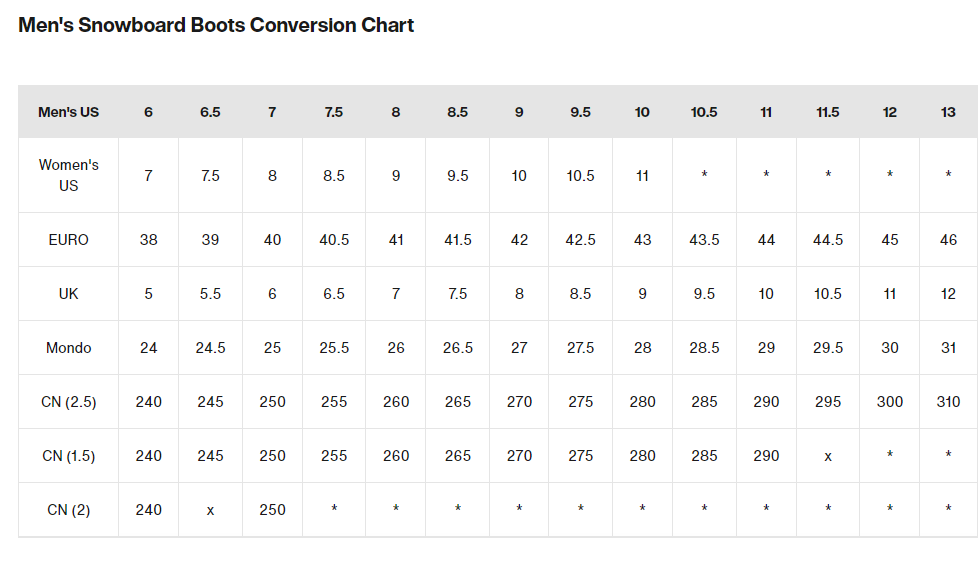 Men's Snowboard Boots Conversion Chart
Men's US 6 6.5 7 7.5 8 8.5 9 9.5 10 10.5 11 11.5 12 13
Women's
US 7 7.5 8 8.5 9 9.5 10 10.5 11 * * * * *
EURO 38 39 40 40.5 41 41.5 42 42.5 43 43.5 44 44.5 45 46
UK 5 5.5 6 6.5 7 7.5 8 8.5 9 9.5 10 10.5 11 12
Mondo 24 24.5 25 25.5 26 26.5 27 27.5 28 28.5 29 29.5 30 31
CN (2.5) 240 245 250 255 260 265 270 275 280 285 290 295 300 310
CN (1.5) 240 245 250 255 260 265 270 275 280 285 290 x * *
CN (2) 240 x 250 * * * * * * * * * * *